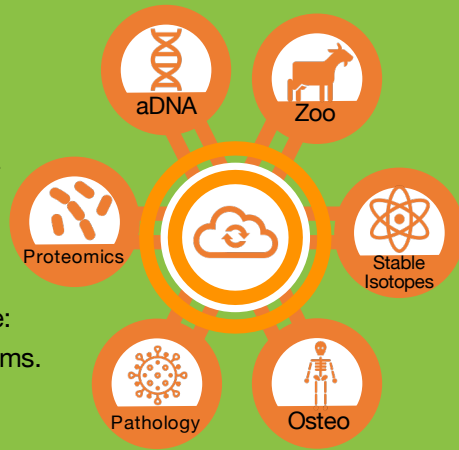 aDNA
Zoo
Proteomics
Stable
Isotopes
e:
ms.
Pathology
Osteo